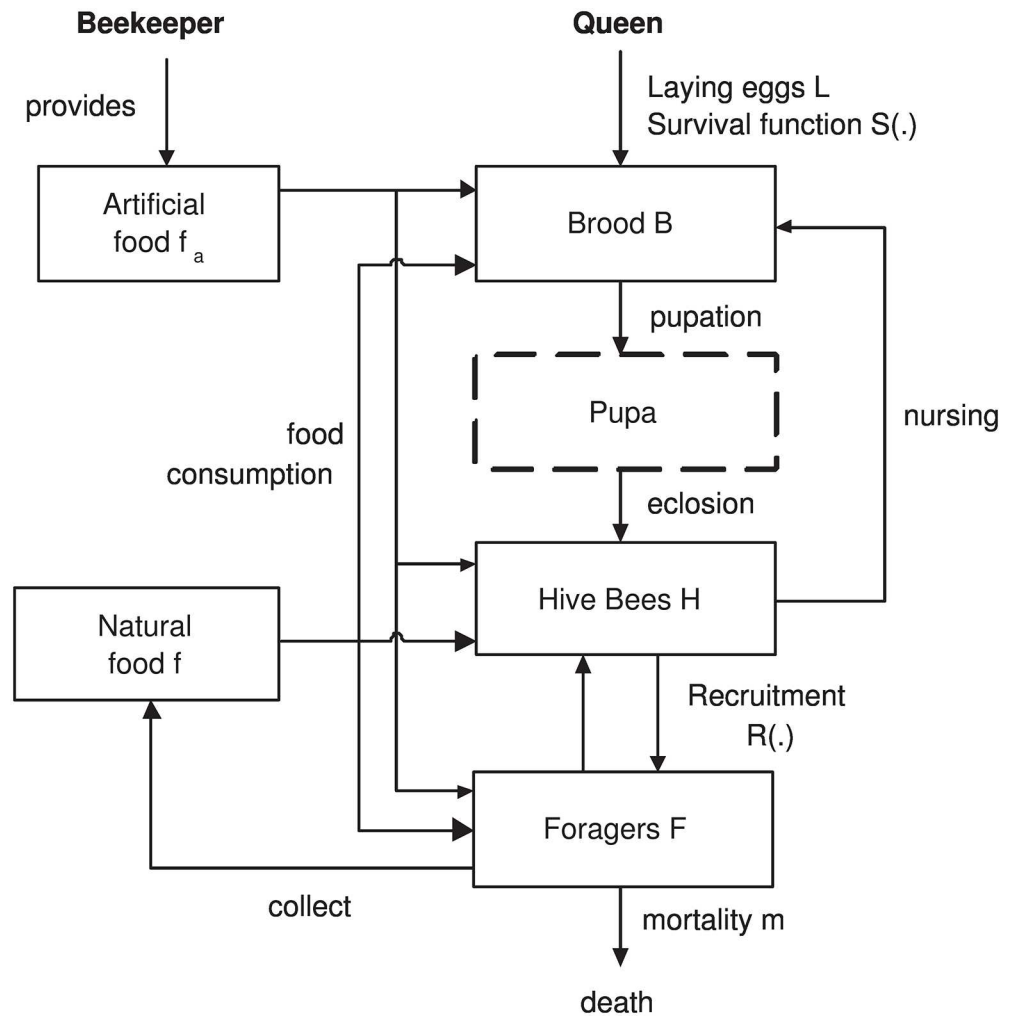 Beekeeper
Queen
provides
Laying eggs L
Survival function S(.)
Artificial
food f a
Brood B
pupation
Pupa
nursing
food
consumption
eclosion
Hive Bees H
Natural
food f
Recruitment
R(.)
Foragers F
collect
mortality m
death